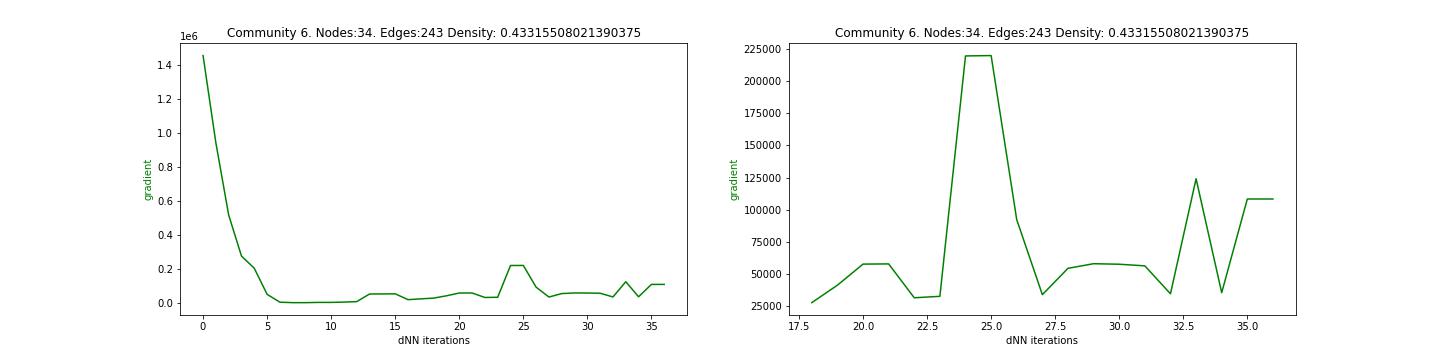 Community 6. Nodes:34. Edges:243 Density: 0.43315508021390375
1e6
1.4
1.2
1.0
0.8
0.6
0.4
0.2
0.0
gradient
0 5 10 15 20 25 30 35
dNN iterations
Community 6. Nodes:34. Edges:243 Density: 0.43315508021390375
225000
200000
175000
150000
125000
100000
75000
50000
25000
gradient
17.5 20.0 22.5 25.0 27.5 30.0 32.5 35.0
dNN iterations